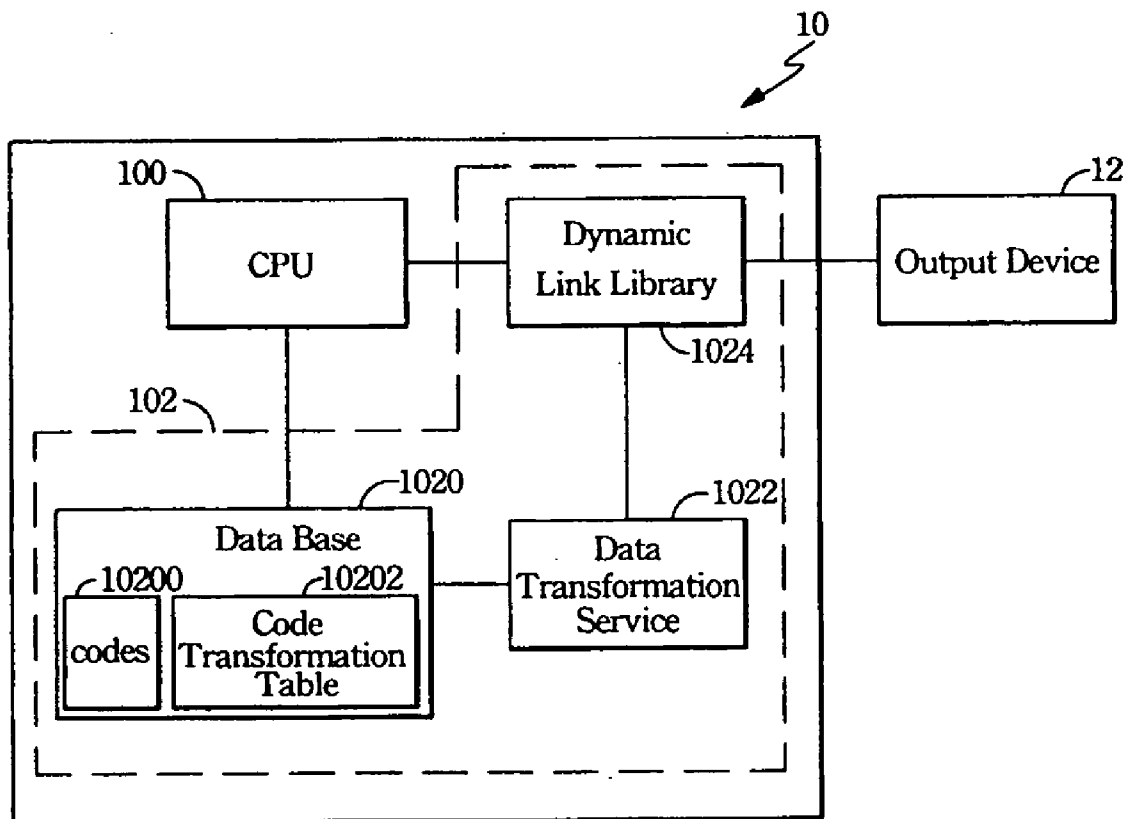 10
100
CPU
Dynamic
Link Library
1024
12
Output Device
102
1020
Data Base
10200
codes
10202
Code
Transformation
Table
1022
Data
Transformation
Service